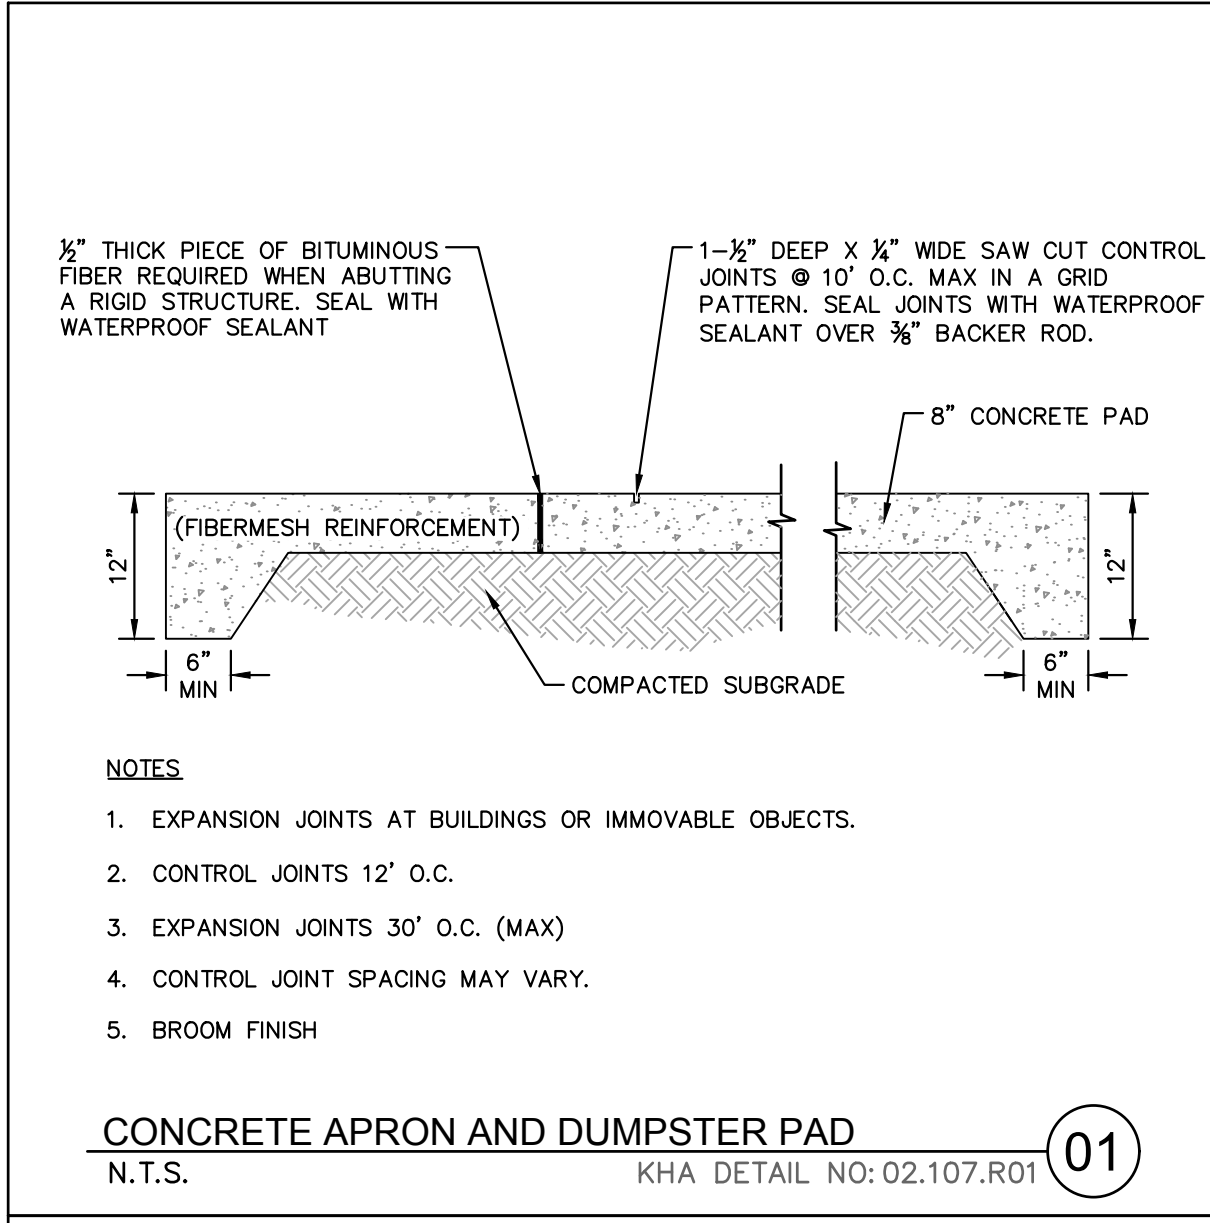 ½" THICK PIECE OF BITUMINOUS
FIBER REQUIRED WHEN ABUTTING
A RIGID STRUCTURE. SEAL WITH
WATERPROOF SEALANT
1-½" DEEP X ¼" WIDE SAW CUT CONTROL
JOINTS @ 10' O.C. MAX IN A GRID
PATTERN. SEAL JOINTS WITH WATERPROOF
SEALANT OVER ⅜" BACKER ROD.
8" CONCRETE PAD
(FIBERMESH REINFORCEMENT)
12"
12"
6"
MIN
6"
MIN
COMPACTED SUBGRADE
NOTES
1. EXPANSION JOINTS AT BUILDINGS OR IMMOVABLE OBJECTS.
2. CONTROL JOINTS 12' O.C.
3. EXPANSION JOINTS 30' O.C. (MAX)
4. CONTROL JOINT SPACING MAY VARY.
5. BROOM FINISH
CONCRETE APRON AND DUMPSTER PAD
01
N.T.S.
KHA DETAIL NO: 02.107.R01